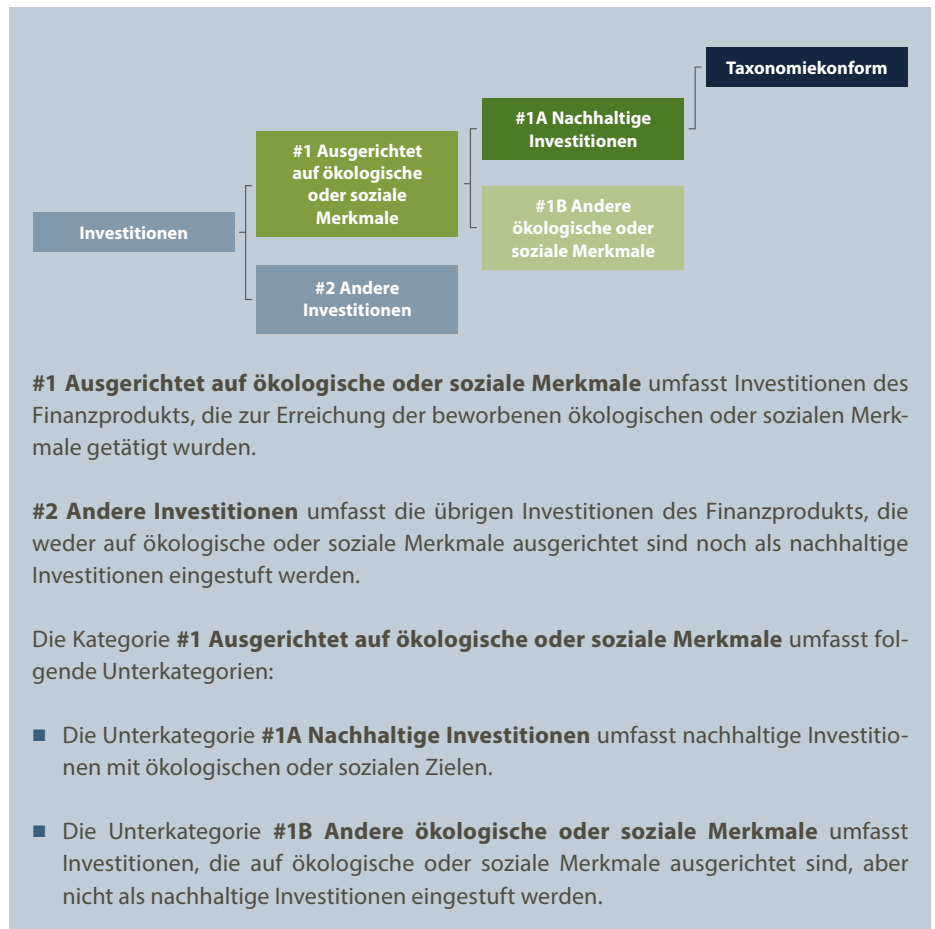 Taxonomiekonform
#1A Nachhaltige
Investitionen
#1 Ausgerichtet
auf ökologische
oder soziale
Merkmale
#1B Andere
ökologische oder
soziale Merkmale
Investitionen
#2 Andere
Investitionen
#1 Ausgerichtet auf ökologische oder soziale Merkmale umfasst Investitionen des
Finanzprodukts, die zur Erreichung der beworbenen ökologischen oder sozialen Merk-
male getätigt wurden.
#2 Andere Investitionen umfasst die übrigen Investitionen des Finanzprodukts, die
weder auf ökologische oder soziale Merkmale ausgerichtet sind noch als nachhaltige
Investitionen eingestuft werden.
Die Kategorie #1 Ausgerichtet auf ökologische oder soziale Merkmale umfasst fol-
gende Unterkategorien:
■ Die Unterkategorie #1A Nachhaltige Investitionen umfasst nachhaltige Investitio-
nen mit ökologischen oder sozialen Zielen.
■ Die Unterkategorie #1B Andere ökologische oder soziale Merkmale umfasst
Investitionen, die auf ökologische oder soziale Merkmale ausgerichtet sind, aber
nicht als nachhaltige Investitionen eingestuft werden.